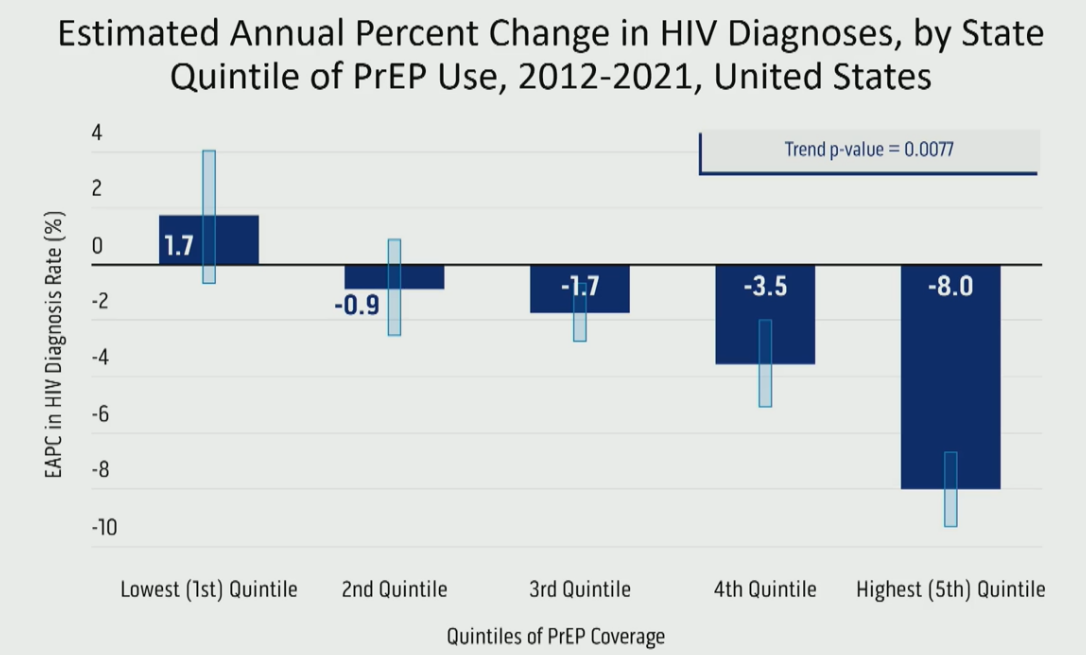 Estimated Annual Percent Change in HIV Diagnoses, by State
Quintile of PrEP Use, 2012-2021, United States
Trend p-value = 0.0077
EAPC in HIV Diagnosis Rate (%)
4
2
0
-2
-4
-6
-8
-10
1.7
-0.9
-1.7
-3.5
-8.0
Lowest (1st) Quintile
2nd Quintile
3rd Quintile
4th Quintile
Highest (5th) Quintile
Quintiles of PrEP Coverage